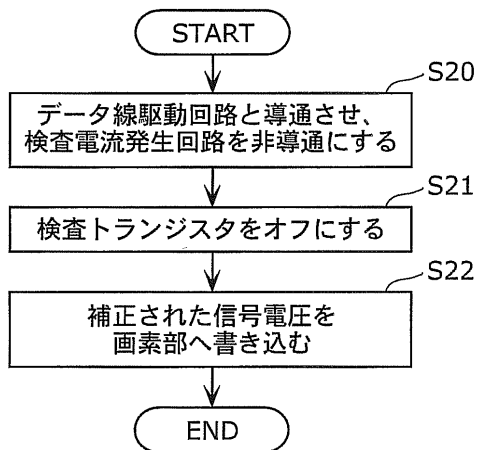 START
S20
データ線駆動回路と導通させ、
検査電流発生回路を非導通にする
S21
検査トランジスタをオフにする
S22
補正された信号電圧を
画素部へ書き込む
END